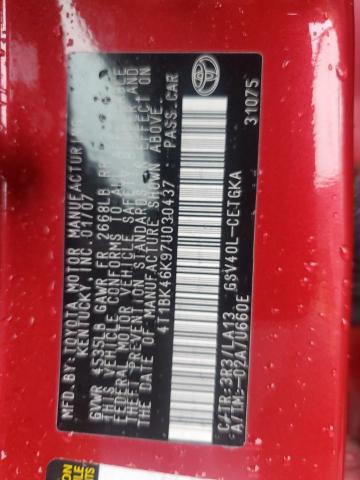 MFD. BY: TOYOTA MOTOR MANUFACTURING
KENTUCKY, INC. 01/07
GVWR 4535LB GAWR FR 2668LB RR
THIS VEHICLE CONFORMS TO ALL APPLICABLE
FEDERAL MOTOR VEHICLE SAFETY, BUMPER, AND
THEFT PREVENTION STANDARDS IN EFFECT ON
THE DATE OF MANUFACTURE SHOWN ABOVE.
4T1BK46K97U030437 PASS.CAR
C/TR:3R3/LA13 GSV40L-CETGKA
A/TM:-02A/U660E 31075